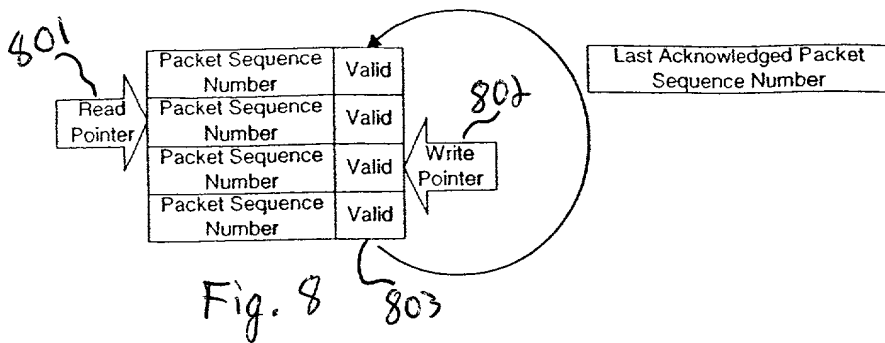 801
Packet Sequence
Number
Valid
Last Acknowledged Packet
Sequence Number
Read
Pointer
Packet Sequence
Number
Valid
802
Packet Sequence
Number
Valid
Write
Pointer
Packet Sequence
Number
Valid
Fig. 8
803